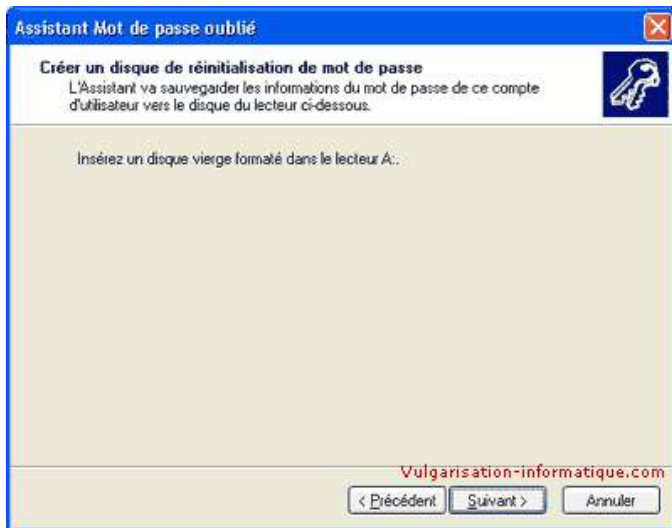 Assistant Mot de passe oublié
Créer un disque de réinitialisation de mot de passe
L'Assistant va sauvegarder les informations du mot de passe de ce compte
d'utilisateur vers le disque du lecteur ci-dessous.
Insérez un disque vierge formaté dans le lecteur A:.
Vulgarisation-informatique.com
< Précédent
Suivant >
Annuler